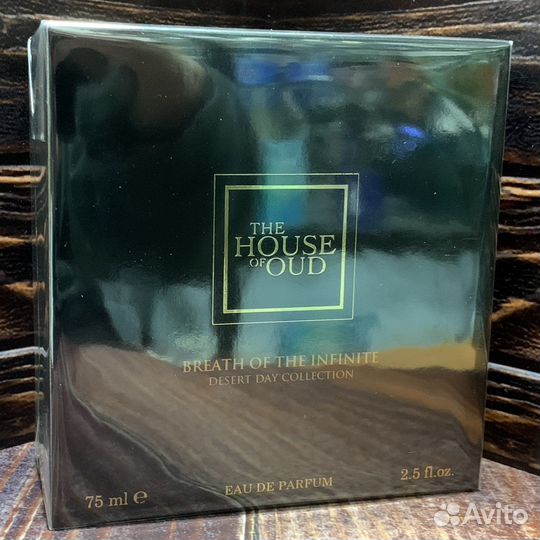 THE
HOUSE
OF OUD
BREATH OF THE INFINITE
DESERT DAY COLLECTION
EAU DE PARFUM
75 ml ℮
2.5 fl.oz.
Avito